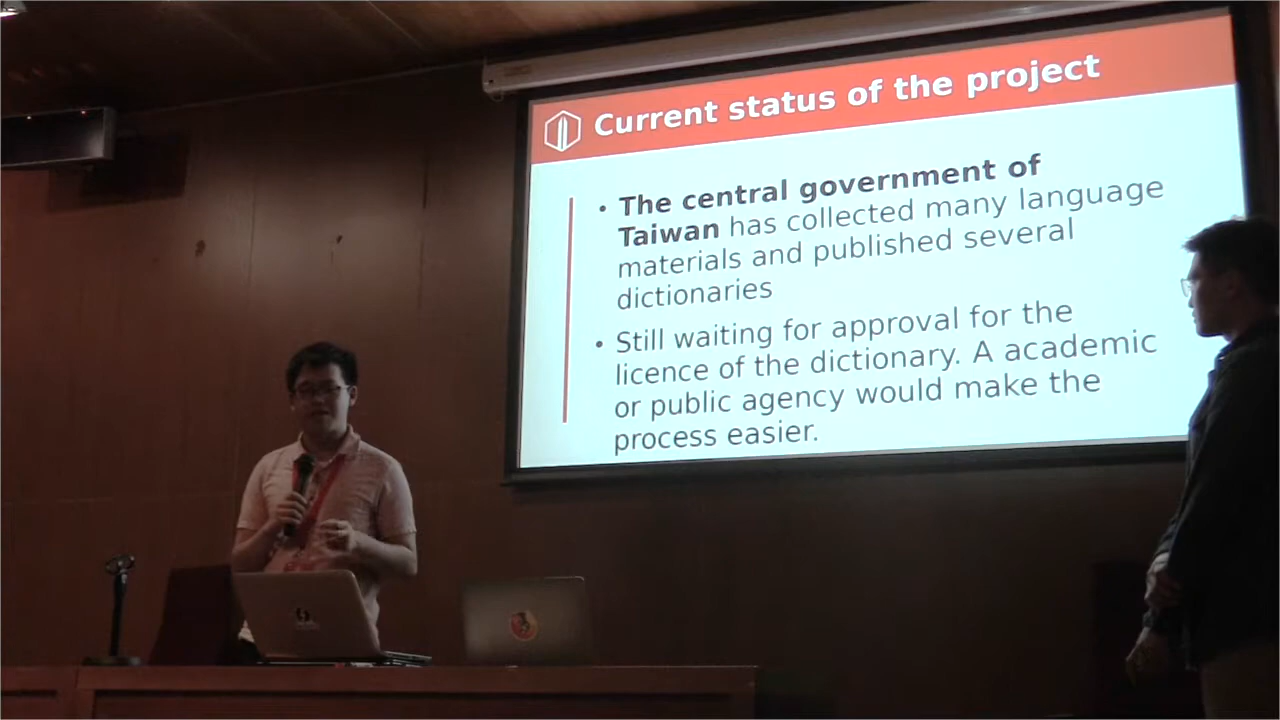 Current status of the project
• The central government of
Taiwan has collected many language
materials and published several
dictionaries
• Still waiting for approval for the
licence of the dictionary. A academic
or public agency would make the
process easier.